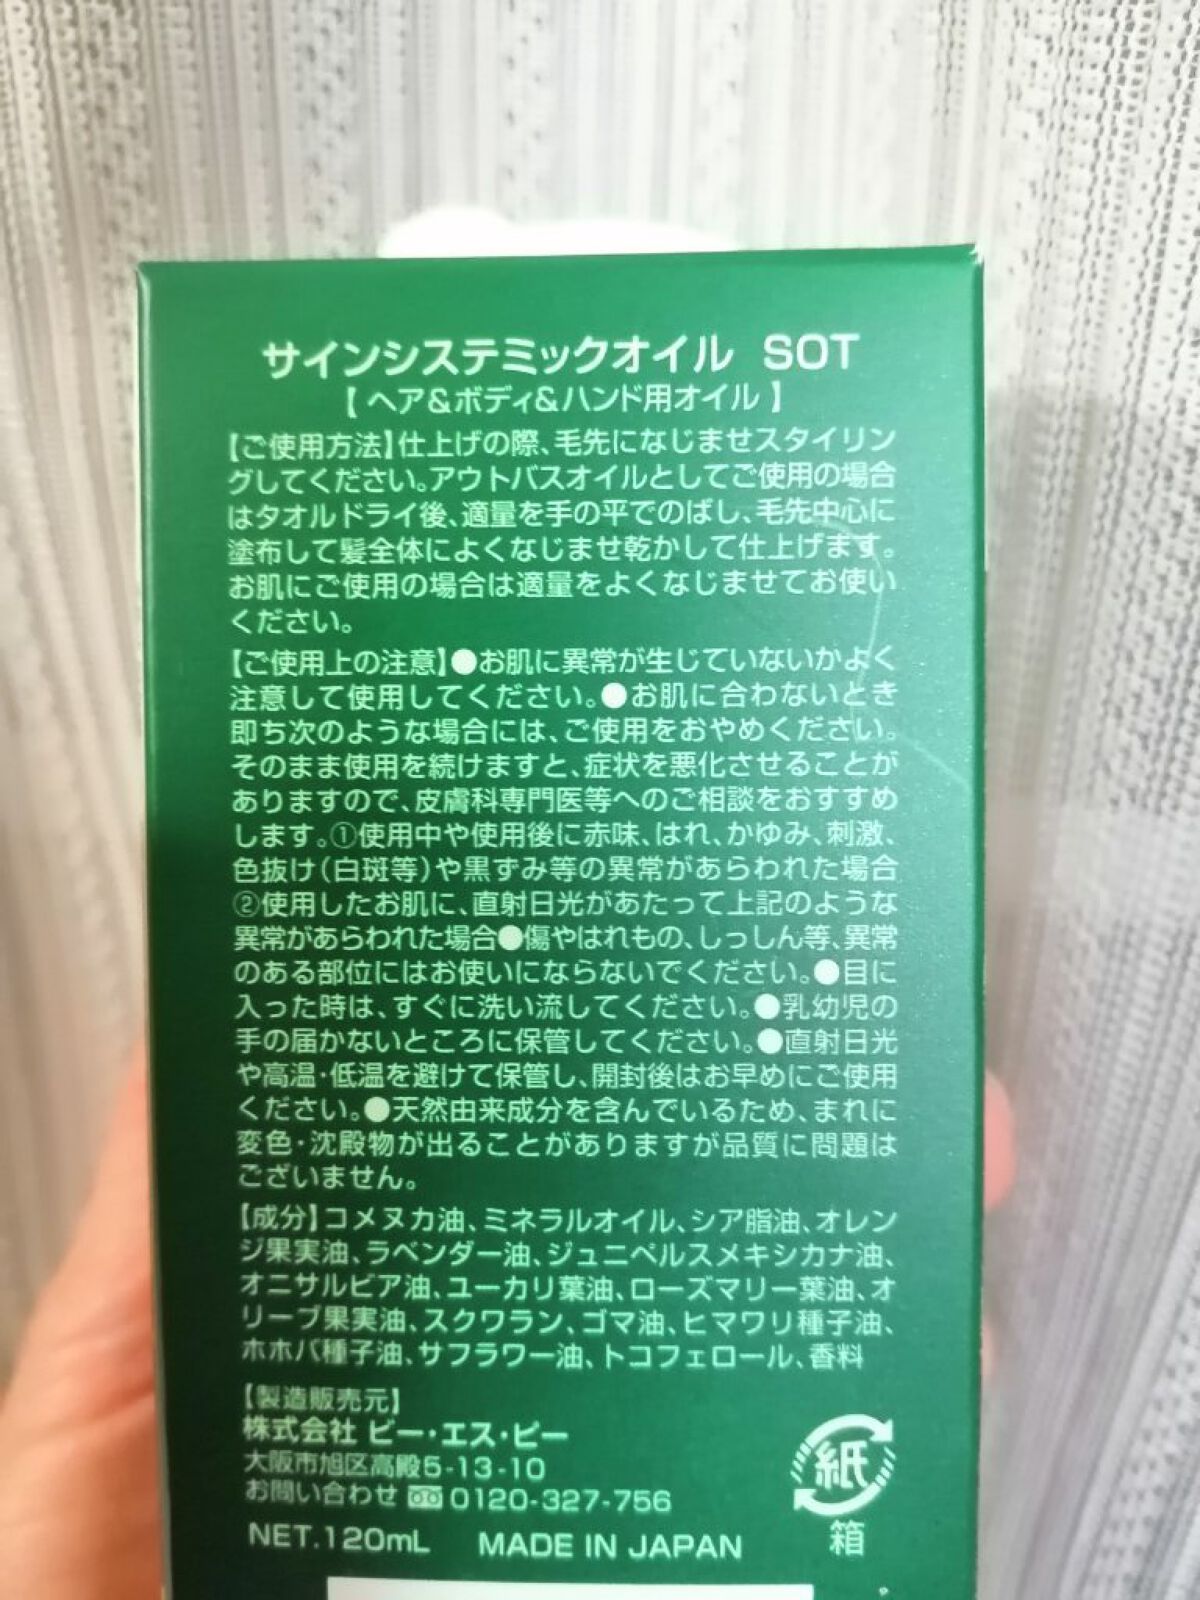 サインシステミックオイル SOT
【 ヘア&ボディ&ハンド用オイル 】
【ご使用方法】仕上げの際、毛先になじませスタイリン
グしてください。アウトバスオイルとしてご使用の場合
はタオルドライ後、適量を手の平でのばし、毛先中心に
塗布して髪全体によくなじませ乾かして仕上げます。
お肌にご使用の場合は適量をよくなじませてお使い
ください。
【ご使用上の注意】●お肌に異常が生じていないかよく
注意して使用してください。●お肌に合わないとき
即ち次のような場合には、ご使用をおやめください。
そのまま使用を続けますと、症状を悪化させることが
ありますので、皮膚科専門医等へのご相談をおすすめ
します。①使用中や使用後に赤味、はれ、かゆみ、刺激、
色抜け(白斑等)や黒ずみ等の異常があらわれた場合
②使用したお肌に、直射日光があたって上記のような
異常があらわれた場合●傷やはれもの、しっしん等、異常
のある部位にはお使いにならないでください。●目に
入った時は、すぐに洗い流してください。●乳幼児の
手の届かないところに保管してください。●直射日光
や高温・低温を避けて保管し、開封後はお早めにご使用
ください。●天然由来成分を含んでいるため、まれに
変色・沈殿物が出ることがありますが品質に問題は
ございません。
【成分】コメヌカ油、ミネラルオイル、シア脂油、オレン
ジ果実油、ラベンダー油、ジュニペルスメキシカナ油、
オニサルビア油、ユーカリ葉油、ローズマリー葉油、オ
リーブ果実油、スクワラン、ゴマ油、ヒマワリ種子油、
ホホバ種子油、サフラワー油、トコフェロール、香料
【製造販売元】
株式会社 ビー・エス・ピー
大阪市旭区高殿5-13-10
お問い合わせ 0120-327-756
NET.120mL MADE IN JAPAN
紙
箱